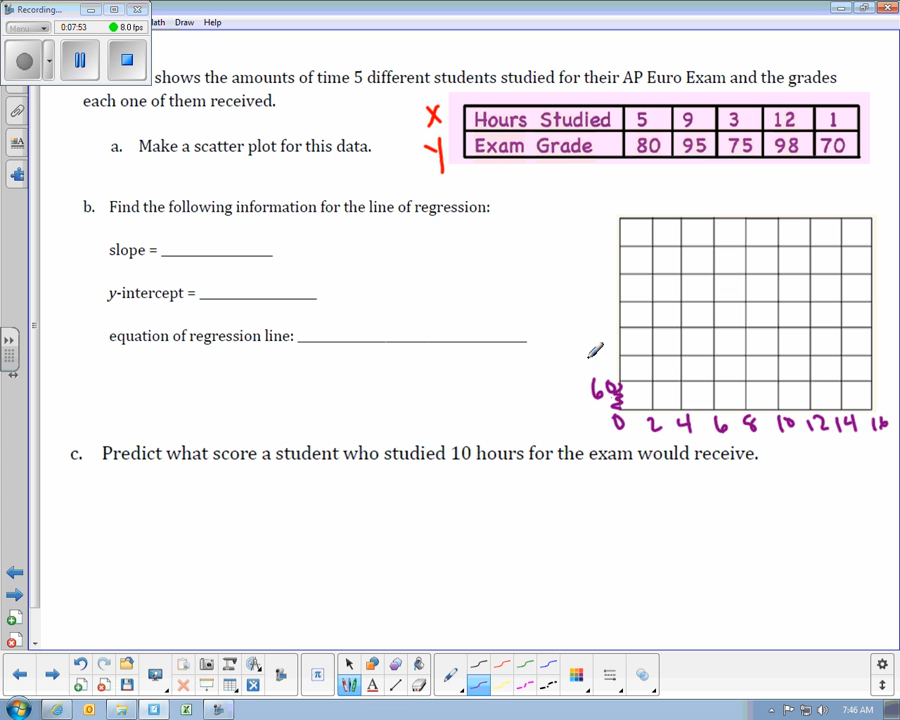 Recording...
Menu
0:07:53
8.0 fps
Math Draw Help
shows the amounts of time 5 different students studied for their AP Euro Exam and the grades
each one of them received.
X Hours Studied 5 9 3 12 1
Y Exam Grade 80 95 75 98 70
a. Make a scatter plot for this data.
b. Find the following information for the line of regression:
slope = ____________
y-intercept = ____________
equation of regression line: ____________
60
0 2 4 6 8 10 12 14 16
c. Predict what score a student who studied 10 hours for the exam would receive.
7:46 AM